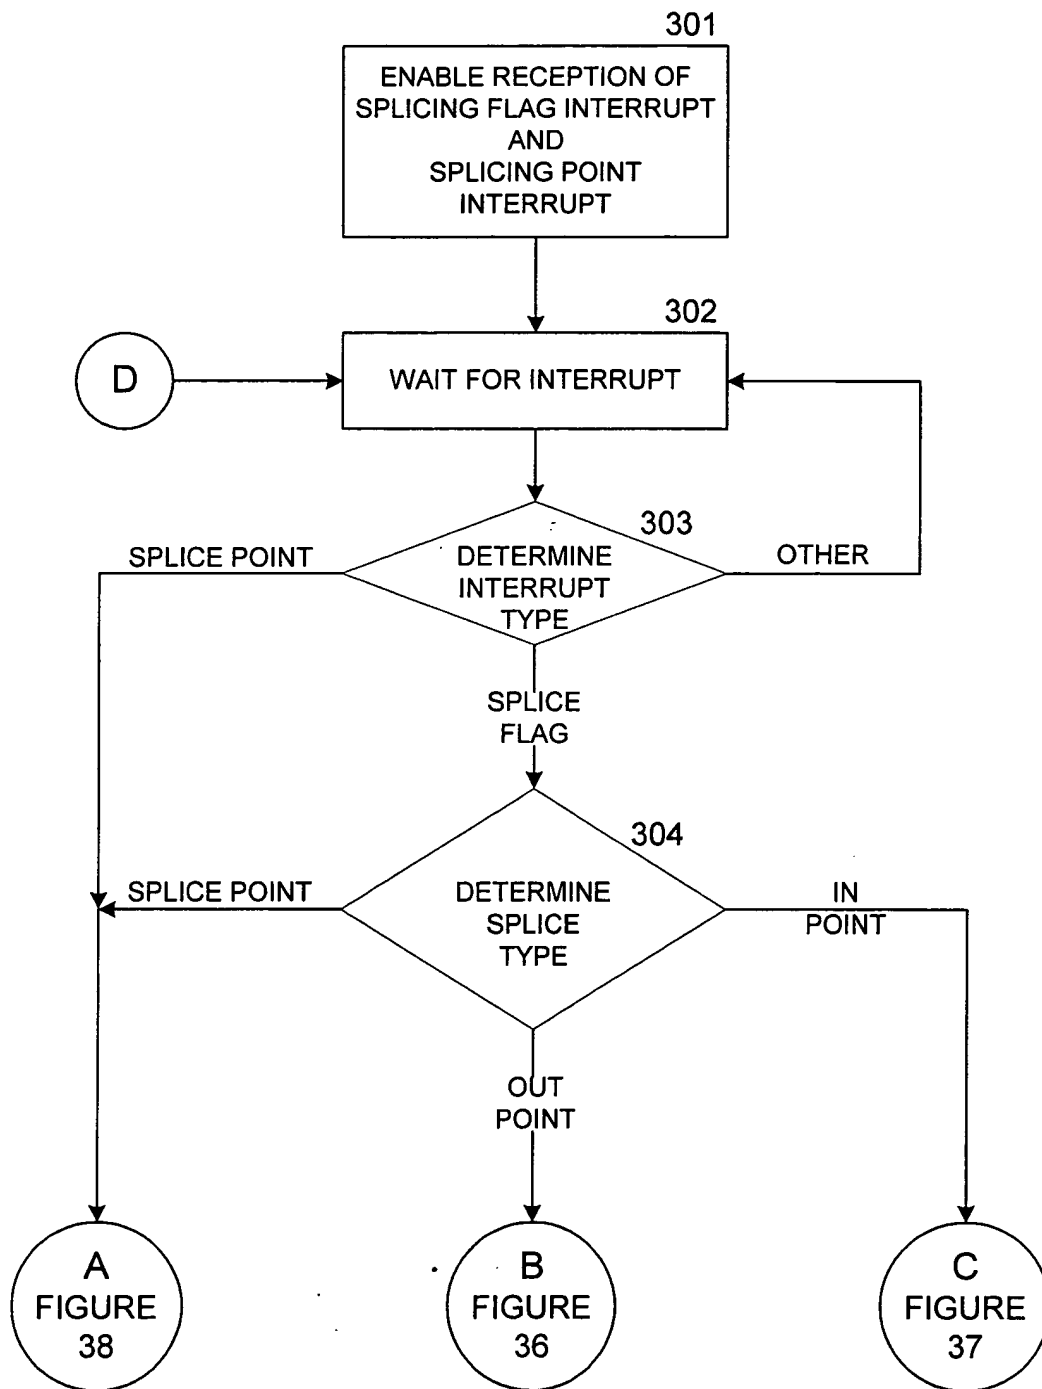 301
ENABLE RECEPTION OF
SPLICING FLAG INTERRUPT
AND
SPLICING POINT
INTERRUPT
302
D
WAIT FOR INTERRUPT
303
SPLICE POINT
DETERMINE
INTERRUPT
TYPE
OTHER
SPLICE
FLAG
304
SPLICE POINT
DETERMINE
SPLICE
TYPE
IN
POINT
OUT
POINT
A
FIGURE
38
B
FIGURE
36
C
FIGURE
37